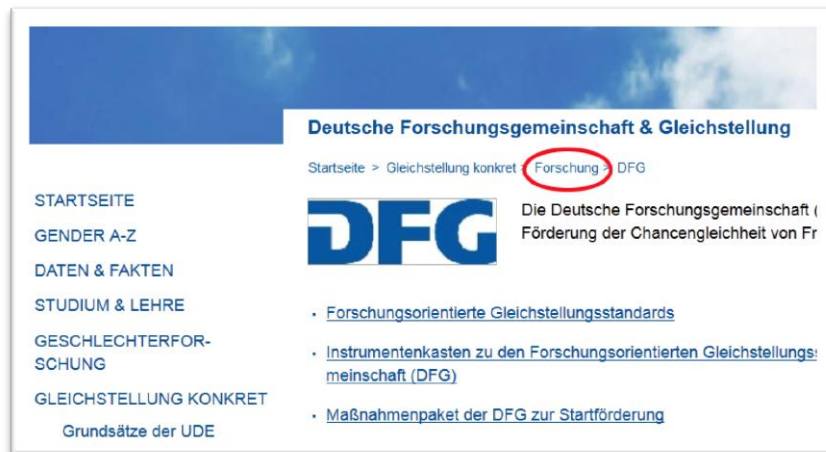 Deutsche Forschungsgemeinschaft & Gleichstellung
Startseite > Gleichstellung konkret > Forschung > DFG
STARTSEITE
GENDER A-Z
DATEN & FAKTEN
STUDIUM & LEHRE
GESCHLECHTERFOR-
SCHUNG
GLEICHSTELLUNG KONKRET
Grundsätze der UDE
DFG
Die Deutsche Forschungsgemeinschaft (
Förderung der Chancengleichheit von Fr
· Forschungsorientierte Gleichstellungsstandards
· Instrumentenkasten zu den Forschungsorientierten Gleichstellungs
meinschaft (DFG)
· Maßnahmenpaket der DFG zur Startförderung